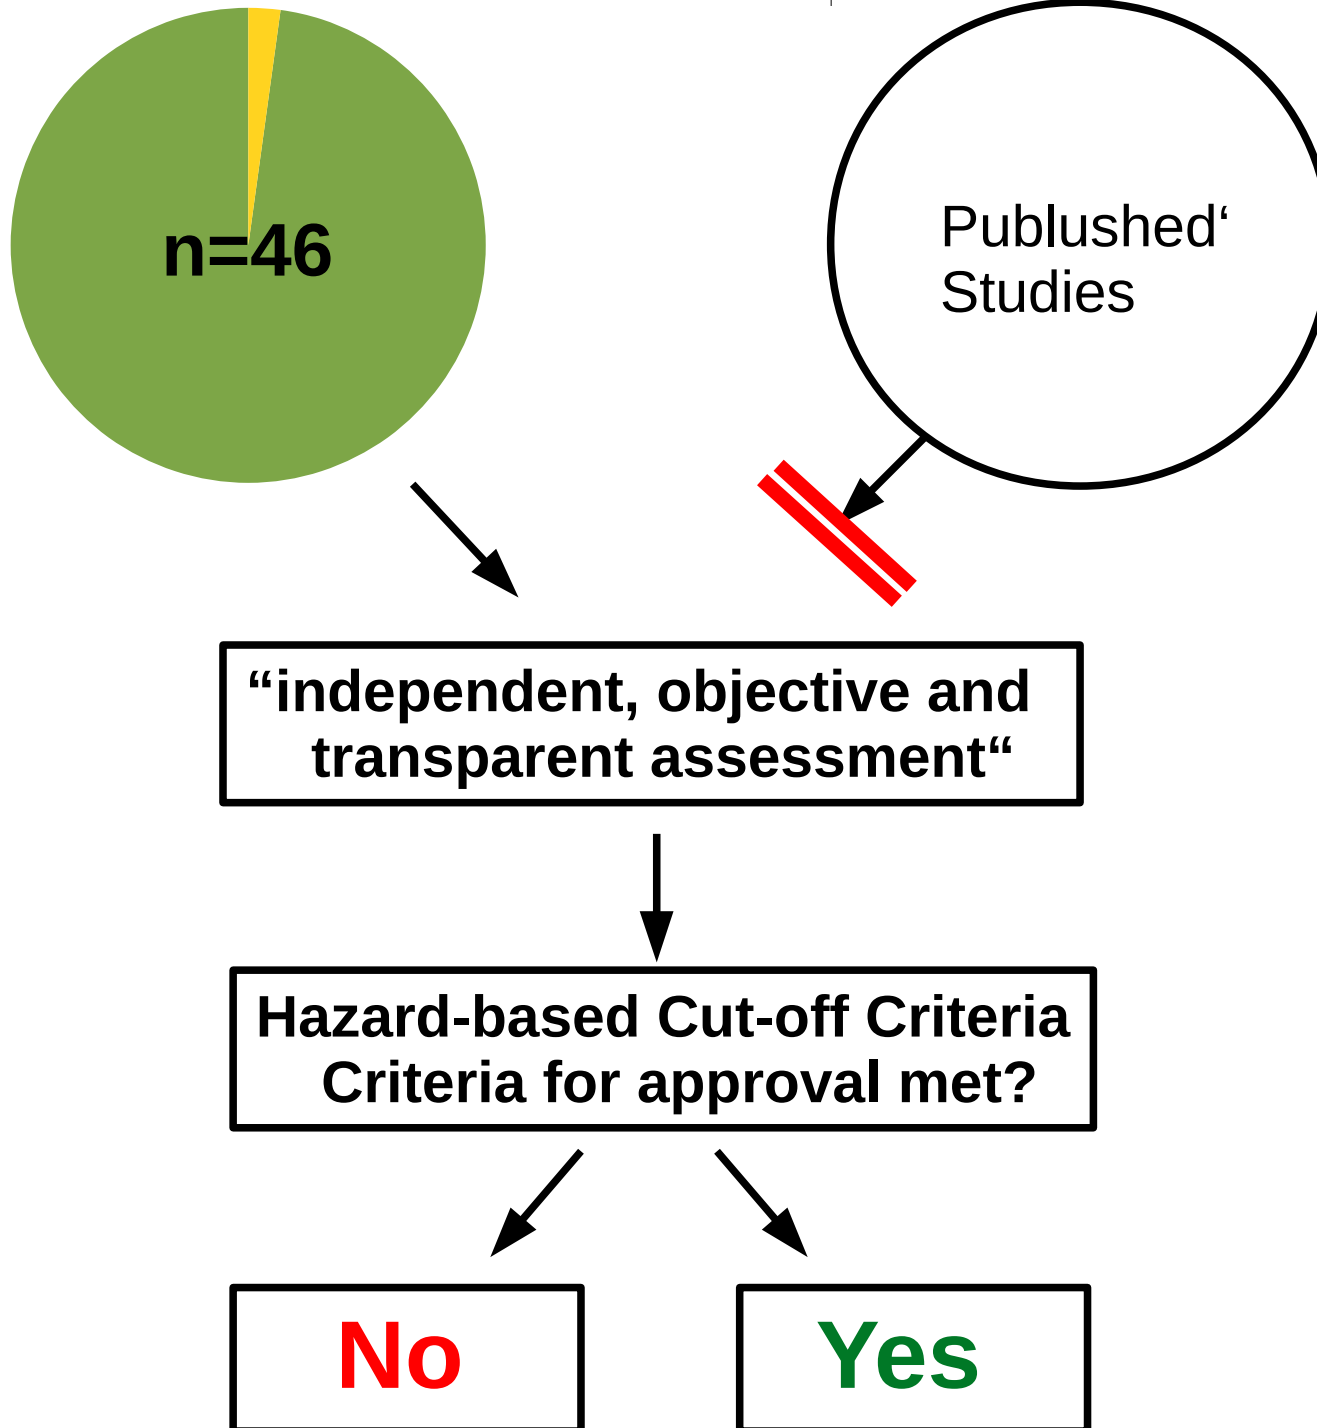 n=46
Publushed‘
Studies
“independent, objective and
transparent assessment“
Hazard-based Cut-off Criteria
Criteria for approval met?
No
Yes